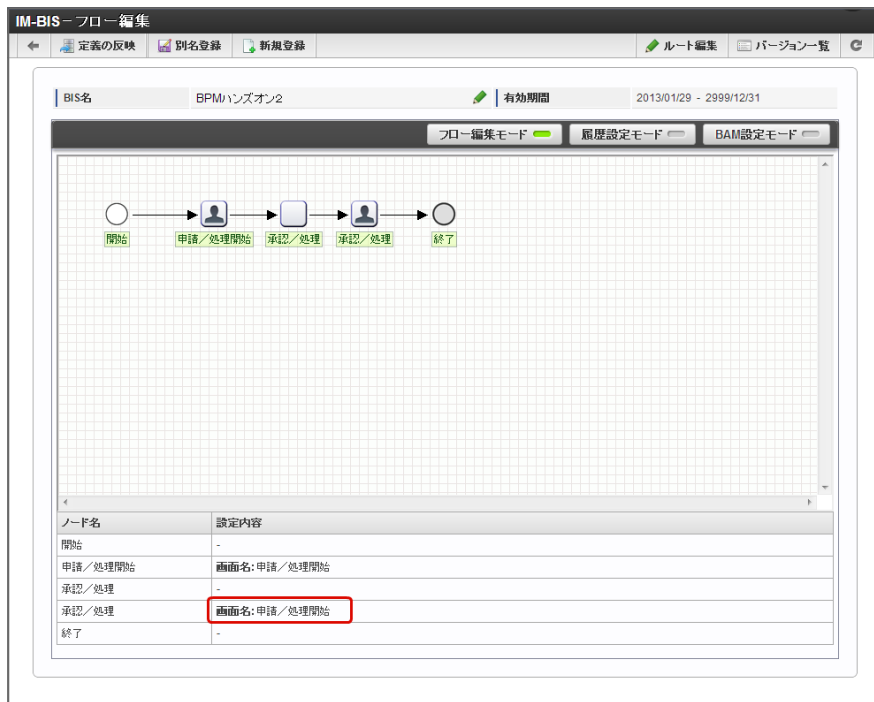 IM-BIS－フロー編集
定義の反映 別名登録 新規登録 ルート編集 バージョン一覧
BIS名 BPMハンズオン2 有効期間 2013/01/29 - 2999/12/31
フロー編集モード 履歴設定モード BAM設定モード
開始 申請／処理開始 承認／処理 承認／処理 終了
ノード名 設定内容
開始 -
申請／処理開始 画面名:申請／処理開始
承認／処理 -
承認／処理 画面名:申請／処理開始
終了 -